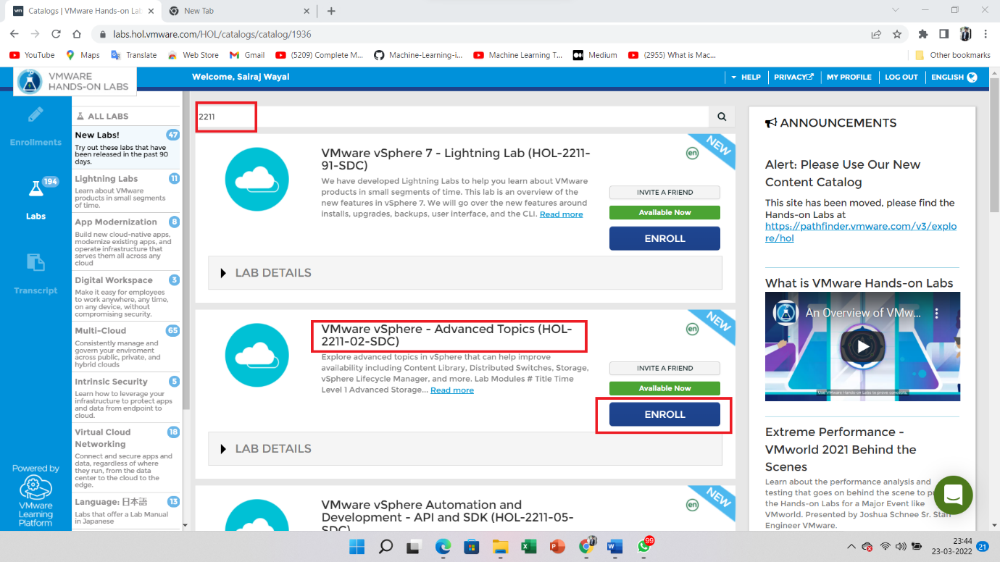 Catalogs | VMware Hands-on Lab
New Tab
labs.hol.vmware.com/HOL/catalogs/catalog/1936
YouTube
Maps
Translate
Web Store
Gmail
(5209) Complete M...
Machine-Learning-i...
Machine Learning T...
Medium
(2955) What is Mac...
Other bookmarks
VMWARE
HANDS-ON LABS
Welcome, Sairaj Wayal
HELP
PRIVACY
MY PROFILE
LOG OUT
ENGLISH
Enrollments
194
Labs
Transcript
Powered by
VMware
Learning
Platform
ALL LABS
New Labs! 47
Try out these labs that have
been released in the past 90
days.
Lightning Labs 11
Learn about VMware
products in small segments
of time.
App Modernization 8
Build new cloud-native apps,
modernize existing apps, and
operate infrastructure that
serves them all across any
cloud
Digital Workspace 3
Make it easy for employees
to work anywhere, any time,
on any device, without
compromising security.
Multi-Cloud 65
Consistently manage and
govern your enviroment
across public, private, and
hybrid clouds
Intrinsic Security 5
Learn how to leverage your
infrastructure to protect apps
and data from endpoint to
cloud.
Virtual Cloud 18
Networking
Connect and secure apps and
data, regardless of where
they run, from the data
center to the cloud to the
edge.
Language: 日本語 13
Labs that offer a Lab Manual
in Japanese
2211
VMware vSphere 7 - Lightning Lab (HOL-2211-
91-SDC)
We have developed Lightning Labs to help you learn about VMware
products in small segments of time. This lab is an overview of the
new features in vSphere 7. We will go over the new features around
installs, upgrades, backups, user interface, and the CLI. Read more
en
NEW
INVITE A FRIEND
Available Now
ENROLL
LAB DETAILS
VMware vSphere - Advanced Topics (HOL-
2211-02-SDC)
Explore advanced topics in vSphere that can help improve
availability including Content Library, Distributed Switches, Storage,
vSphere Lifecycle Manager, and more. Lab Modules # Title Time
Level 1 Advanced Storage... Read more
en
NEW
INVITE A FRIEND
Available Now
ENROLL
LAB DETAILS
VMware vSphere Automation and
Development - API and SDK (HOL-2211-05-
SDC)
en
NEW
ANNOUNCEMENTS
Alert: Please Use Our New
Content Catalog
This site has been moved, please find the
Hands-on Labs at
https://pathfinder.vmware.com/v3/explo
re/hol
What is VMware Hands-on Labs
An Overview of VMw...
Use VMware Hands-on Labs to prove concepts,
Extreme Performance -
VMworld 2021 Behind the
Scenes
Learn about the performance analysis and
testing that goes on behind the scene to
the Hands-on Labs for a Major Event like
VMworld. Presented by Joshua Schnee Sr. Staff
Engineer VMware.
99
23:44
23-03-2022
21